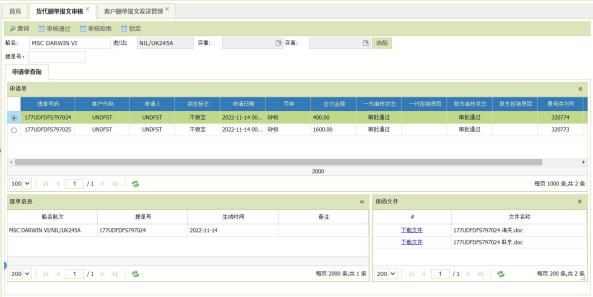 首页 货代删单报文审核 × 客户删单报文发送管理 ×
查询 审核通过 审核拒绝 锁定
船名: MSC DARWIN VI 进/出: NIL/UK245A 清船
提单号:
申请单查询
申请单
提单号码 客户代码 申请人 锁定标志 申请日期 币种 应付金额 一代审核状态 一代拒绝原因 联东审核状态 联东拒绝原因 费用序列号
177UDFDFS797024 UNDFST UNDFST 不锁定 2022-11-14 00... RMB 400.00 审批通过 审批通过 320774
177UDFDFS797025 UNDFST UNDFST 不锁定 2022-11-14 00... RMB 1600.00 审批通过 审批通过 320773
2000
100 1 / 1 每页 1000 条,共 2 条
提单信息
船名航次 提单号 生成时间 备注
MSC DARWIN VI/NIL/UK245A 177UDFDFS797024 2022-11-14
200 1 / 1 每页 2000 条,共 1 条
保函文件
# 文件名称
下载文件 177UDFDFS797024 海关.doc
下载文件 177UDFDFS797024 联东.doc
200 1 / 1 每页 200 条,共 2 条